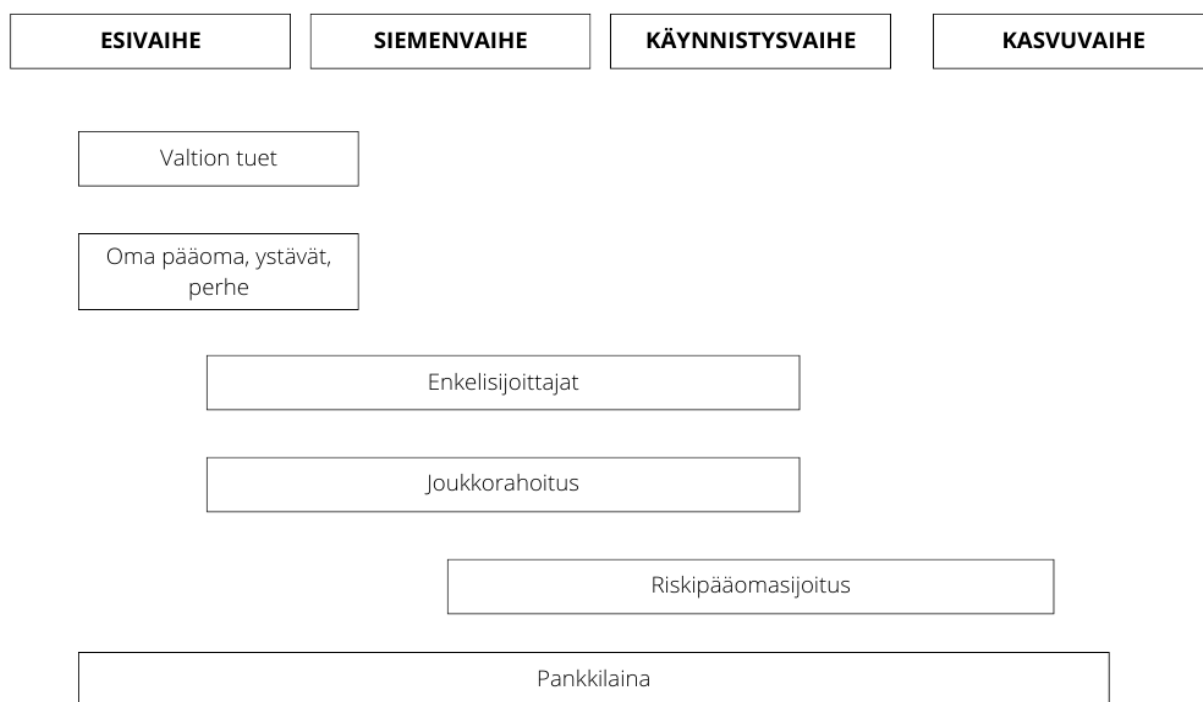 ESIVAIHE
SIEMENVAIHE
KÄYNNISTYSVAIHE
KASVUVAIHE
Valtion tuet
Oma pääoma, ystävät,
perhe
Enkelisijoittajat
Joukkorahoitus
Riskipääomasijoitus
Pankkilaina